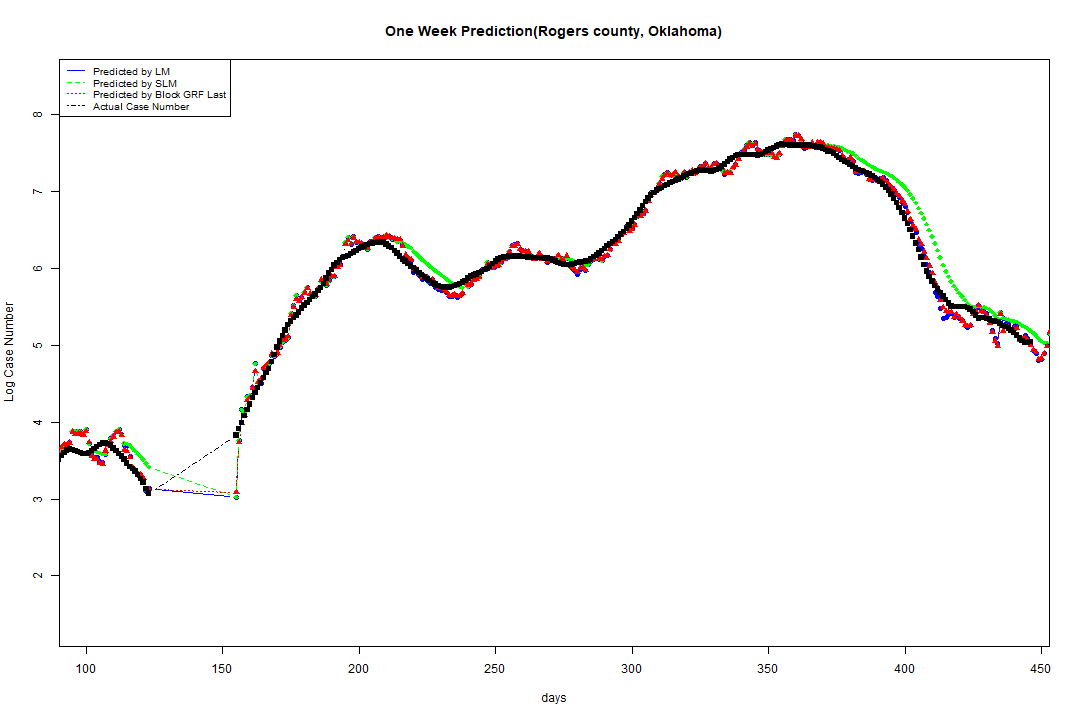 One Week Prediction(Rogers county, Oklahoma)
Predicted by LM
Predicted by SLM
Predicted by Block GRF Last
Actual Case Number
8
7
6
5
4
3
2
Log Case Number
100 150 200 250 300 350 400 450
days